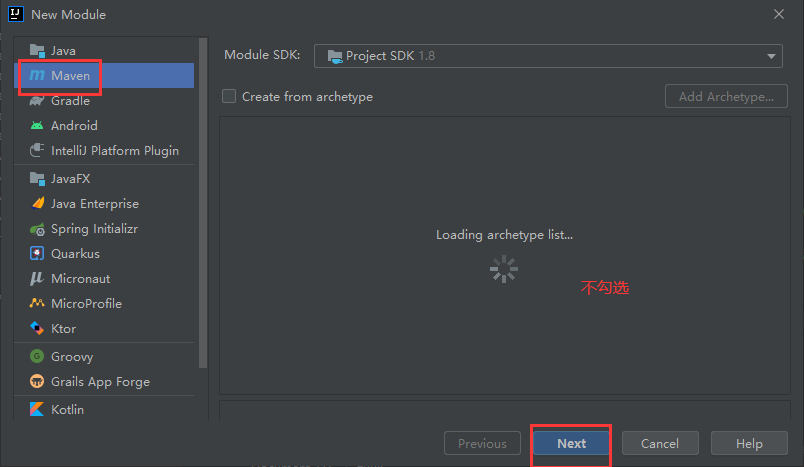 New Module
Java
Maven
Gradle
Android
IntelliJ Platform Plugin
JavaFX
Java Enterprise
Spring Initializr
Quarkus
Micronaut
MicroProfile
Ktor
Groovy
Grails App Forge
Kotlin
Module SDK: Project SDK 1.8
Create from archetype Add Archetype...
Loading archetype list...
不勾选
Previous Next Cancel Help